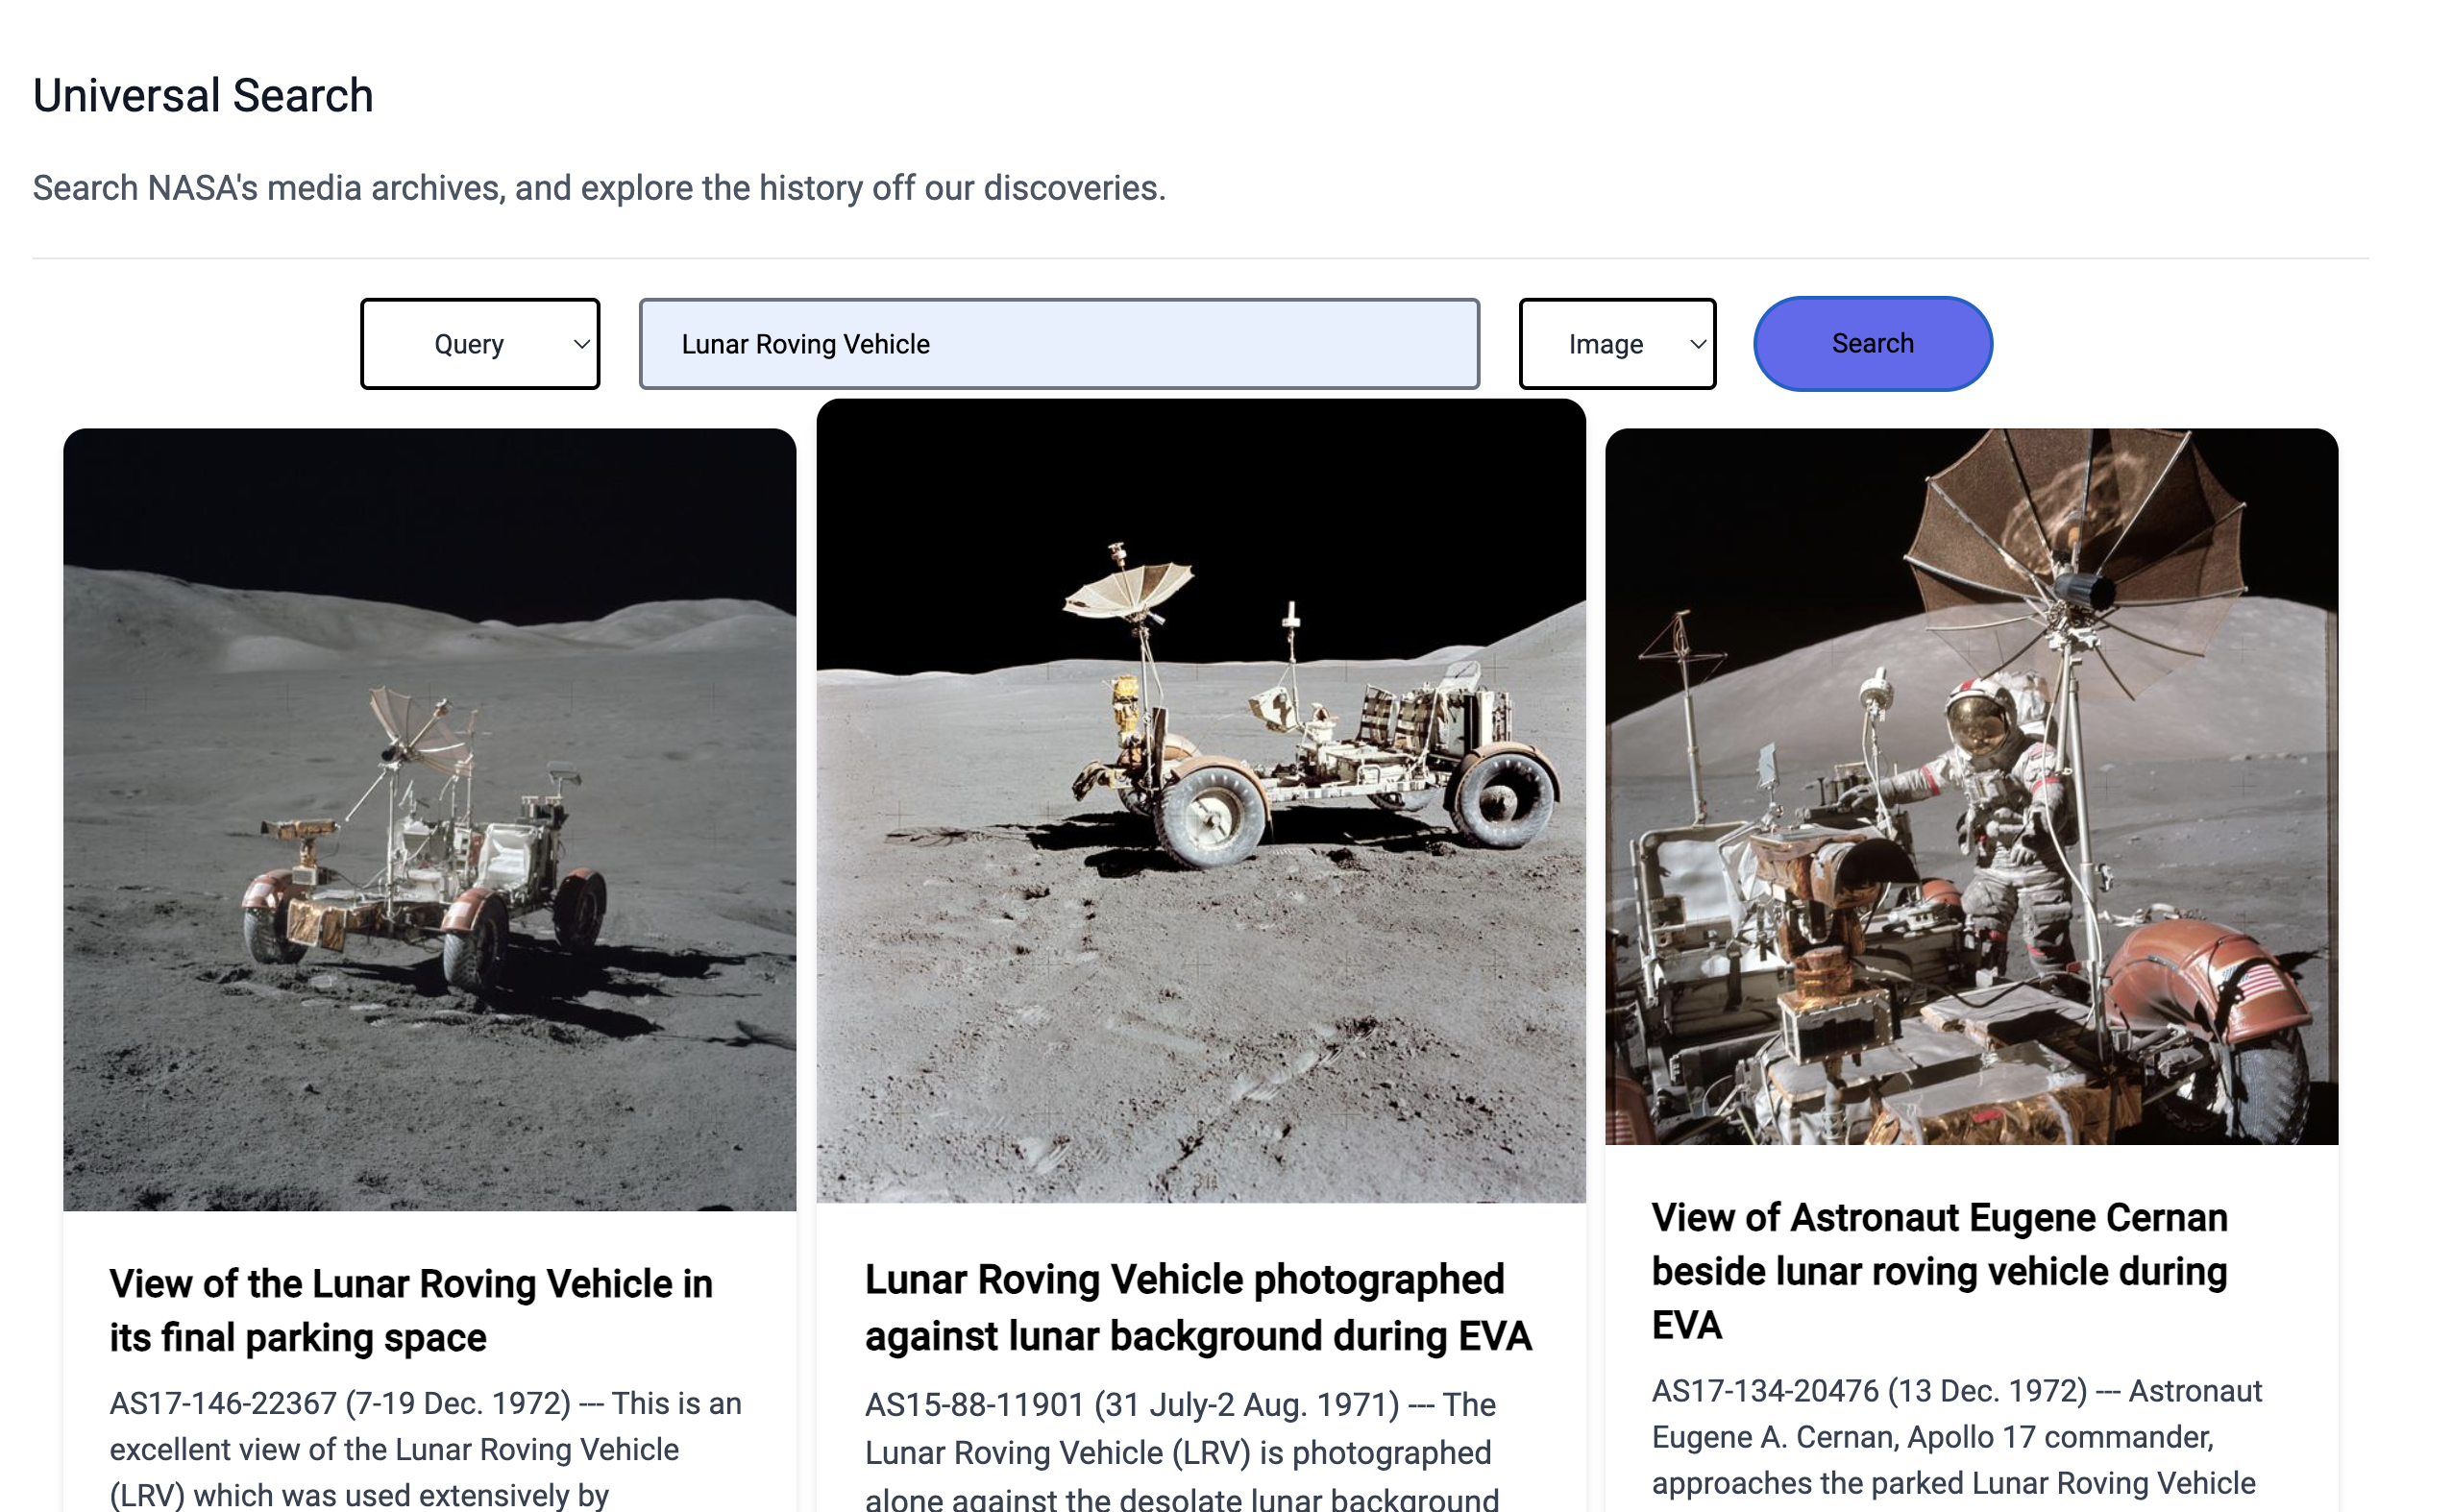 Universal Search
Search NASA's media archives, and explore the history off our discoveries.
Query
Lunar Roving Vehicle
Image
Search
View of the Lunar Roving Vehicle in
its final parking space
AS17-146-22367 (7-19 Dec. 1972) --- This is an
excellent view of the Lunar Roving Vehicle
(LRV) which was used extensively by
Lunar Roving Vehicle photographed
against lunar background during EVA
AS15-88-11901 (31 July-2 Aug. 1971) --- The
Lunar Roving Vehicle (LRV) is photographed
alone against the desolate lunar background
View of Astronaut Eugene Cernan
beside lunar roving vehicle during
EVA
AS17-134-20476 (13 Dec. 1972) --- Astronaut
Eugene A. Cernan, Apollo 17 commander,
approaches the parked Lunar Roving Vehicle